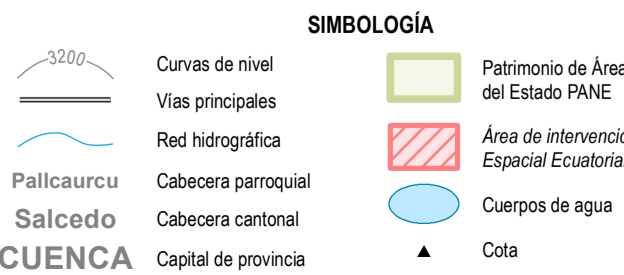 SIMBOLOGÍA
3200
Curvas de nivel
Vías principales
Red hidrográfica
Pallcaurcu
Cabecera parroquial
Salcedo
Cabecera cantonal
CUENCA
Capital de provincia
Patrimonio de Área
del Estado PANE
Área de intervenció
Espacial Ecuatoria
Cuerpos de agua
Cota